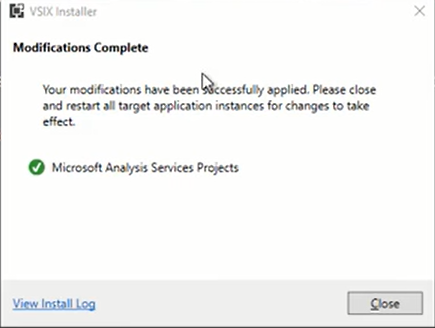 VSIX Installer
Modifications Complete
Your modifications have been successfully applied. Please close
and restart all target application instances for changes to take
effect.
Microsoft Analysis Services Projects
View Install Log
Close